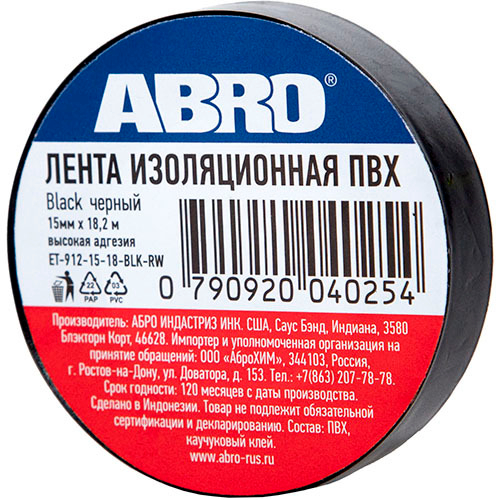 ABRO®
ЛЕНТА ИЗОЛЯЦИОННАЯ ПВХ
Black черный
15мм x 18,2 м
высокая адгезия
ET-912-15-18-BLK-RW
22 PAP
03 PVC
0 790920 040254
Производитель: АБРО ИНДАСТРИЗ ИНК. США, Саус Бэнд, Индиана, 3580
Блэкторн Корт, 46628. Импортер и уполномоченная организация на
принятие обращений: ООО «АброХИМ», 344103, Россия,
г. Ростов-на-Дону, ул. Доватора, д. 153. Тел.:+7(863) 207-78-78.
Срок годности: 120 месяцев с даты производства.
Сделано в Индонезии. Товар не подлежит обязательной
сертификации и декларированию. Состав: ПВХ,
каучуковый клей.
www.abro-rus.ru